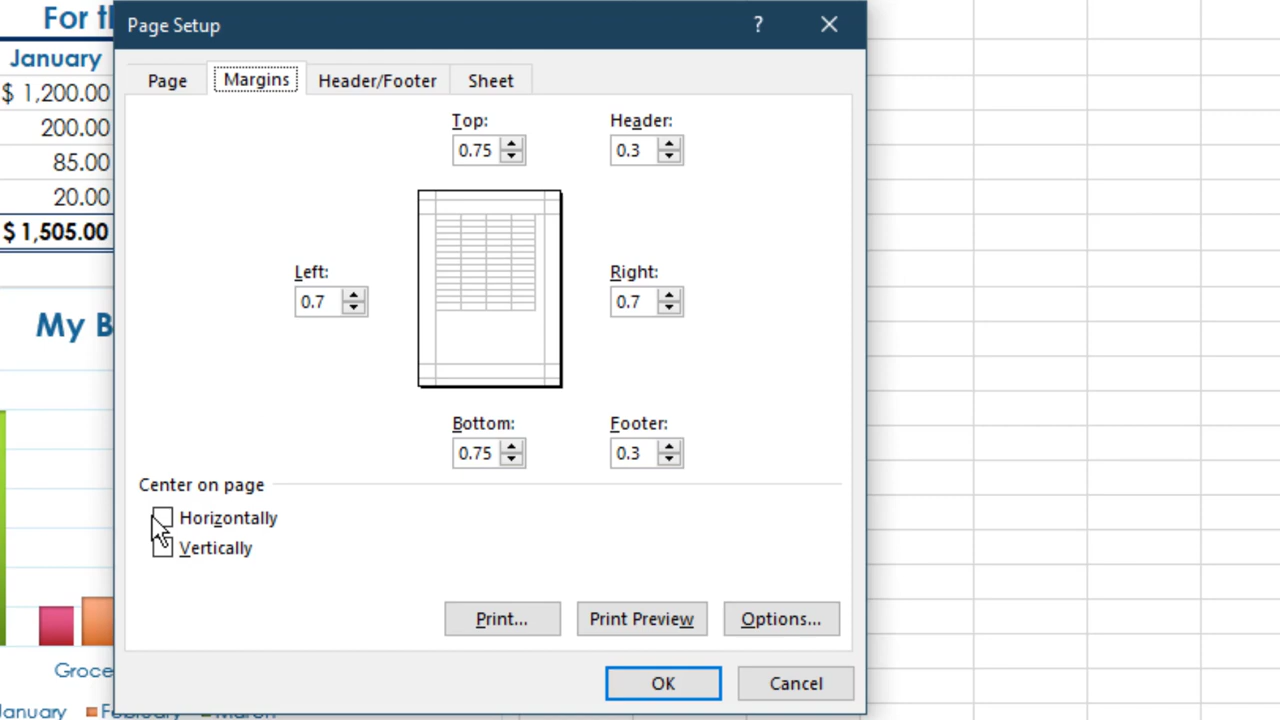 For t
January
$ 1,200.00
200.00
85.00
20.00
$ 1,505.00
My B
Groce
January February March
Page Setup ?
Page Margins Header/Footer Sheet
Top: Header:
0.75 0.3
Left: Right:
0.7 0.7
Bottom: Footer:
0.75 0.3
Center on page
Horizontally
Vertically
Print... Print Preview Options...
OK Cancel